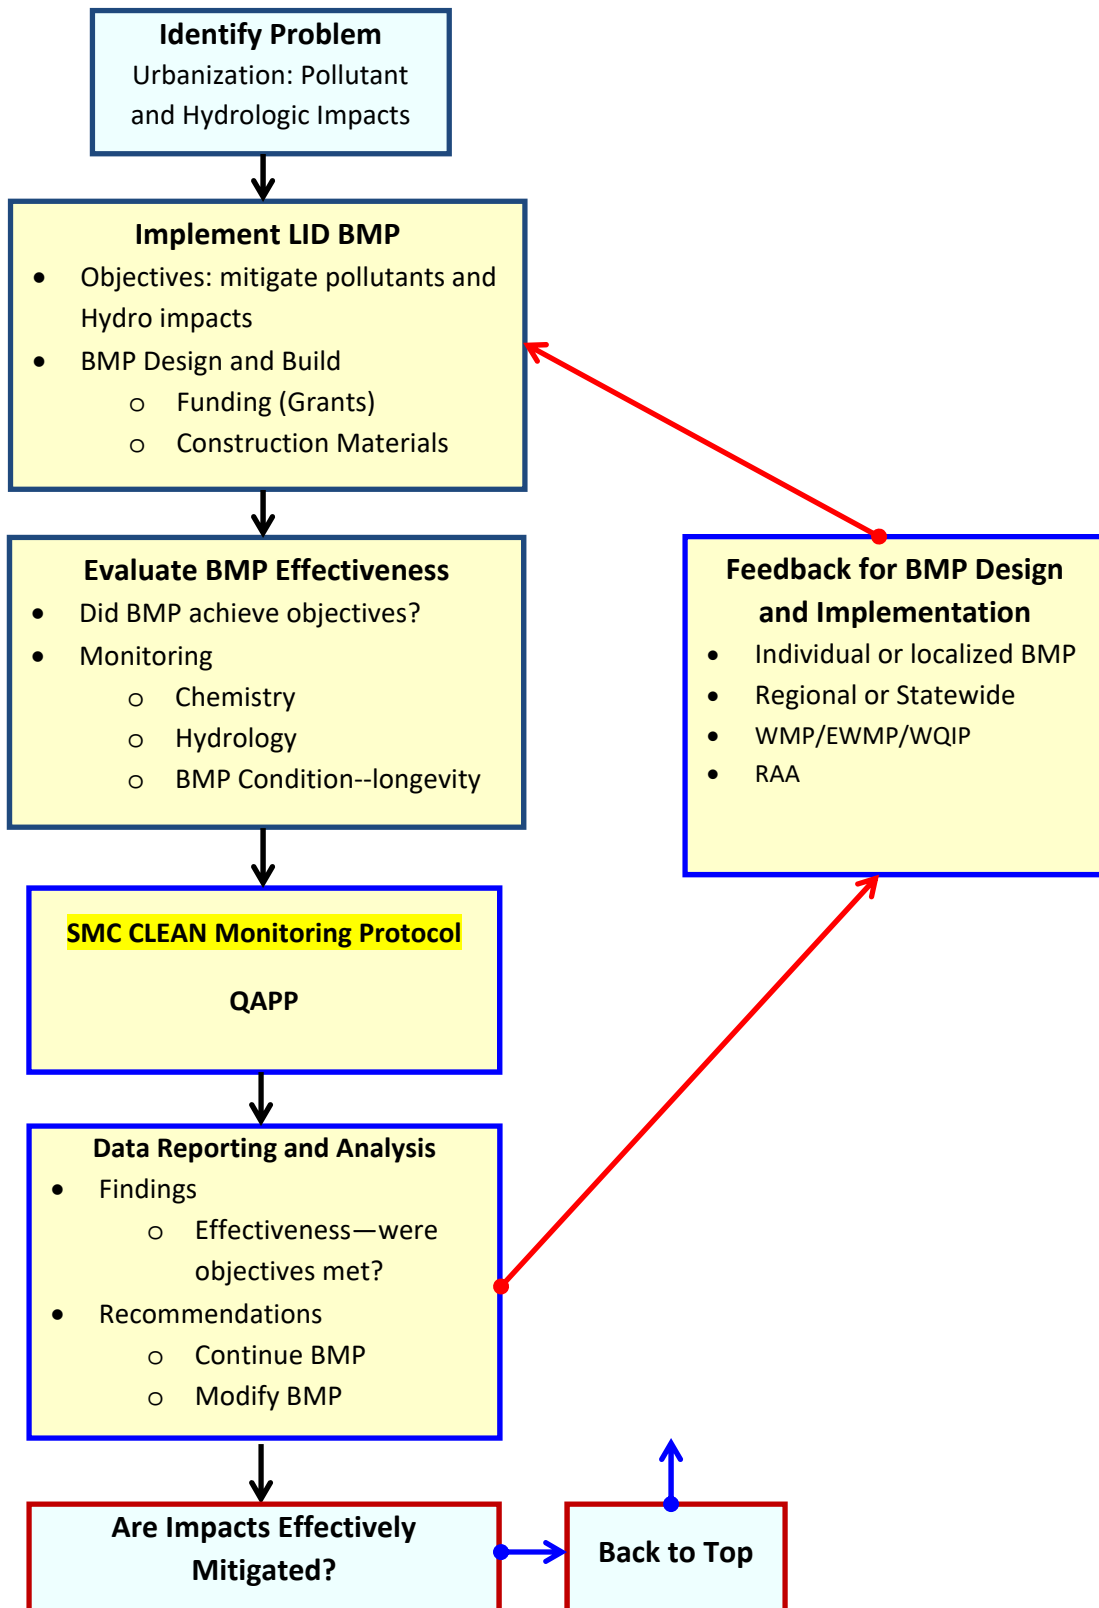 Identify Problem
Urbanization: Pollutant
and Hydrologic Impacts
Implement LID BMP
• Objectives: mitigate pollutants and
Hydro impacts
• BMP Design and Build
o Funding (Grants)
o Construction Materials
Evaluate BMP Effectiveness
• Did BMP achieve objectives?
• Monitoring
o Chemistry
o Hydrology
o BMP Condition--longevity
Feedback for BMP Design
and Implementation
• Individual or localized BMP
• Regional or Statewide
• WMP/EWMP/WQIP
• RAA
SMC CLEAN Monitoring Protocol
QAPP
Data Reporting and Analysis
• Findings
o Effectiveness—were
objectives met?
• Recommendations
o Continue BMP
o Modify BMP
Are Impacts Effectively
Mitigated?
Back to Top